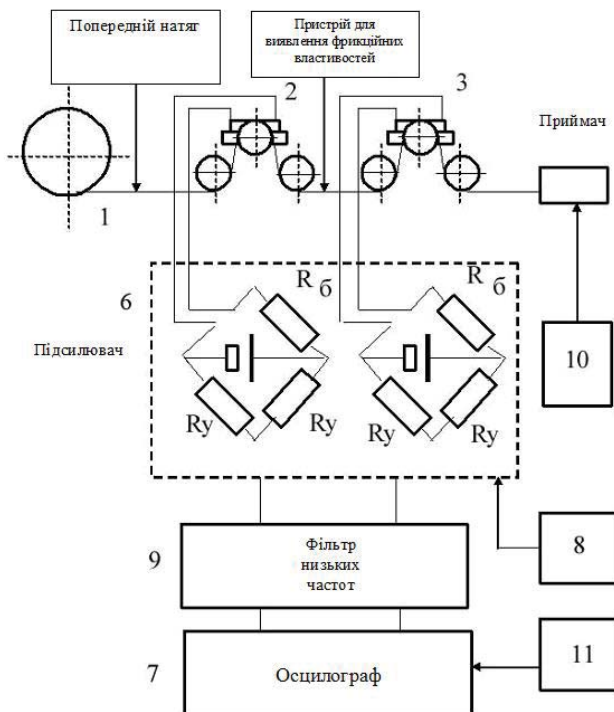 Попередній натяг
Пристрій для
виявлення фрикційних
властивостей
2
3
Приймач
1
6
R б
R б
Підсилювач
10
Ry
Ry
Ry
Ry
9
Фільтр
низьких
частот
8
7
Осцилограф
11